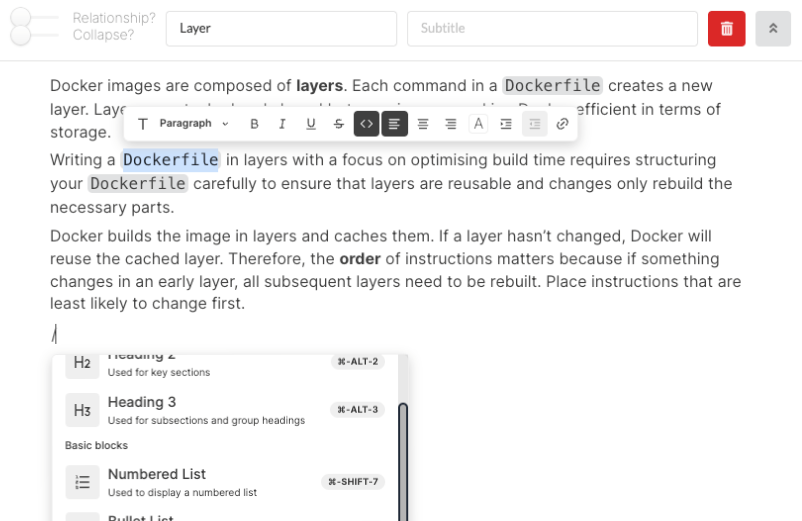 Relationship?
Collapse?
Layer
Subtitle
Docker images are composed of layers. Each command in a Dockerfile creates a new
layer. efficient in terms of
storage.
T Paragraph B I U S <> A
Writing a Dockerfile in layers with a focus on optimising build time requires structuring
your Dockerfile carefully to ensure that layers are reusable and changes only rebuild the
necessary parts.
Docker builds the image in layers and caches them. If a layer hasn’t changed, Docker will
reuse the cached layer. Therefore, the order of instructions matters because if something
changes in an early layer, all subsequent layers need to be rebuilt. Place instructions that are
least likely to change first.
/
H2 Heading 2 ⌘-ALT-2
Used for key sections
H3 Heading 3 ⌘-ALT-3
Used for subsections and group headings
Basic blocks
Numbered List ⌘-SHIFT-7
Used to display a numbered list
Bullet List